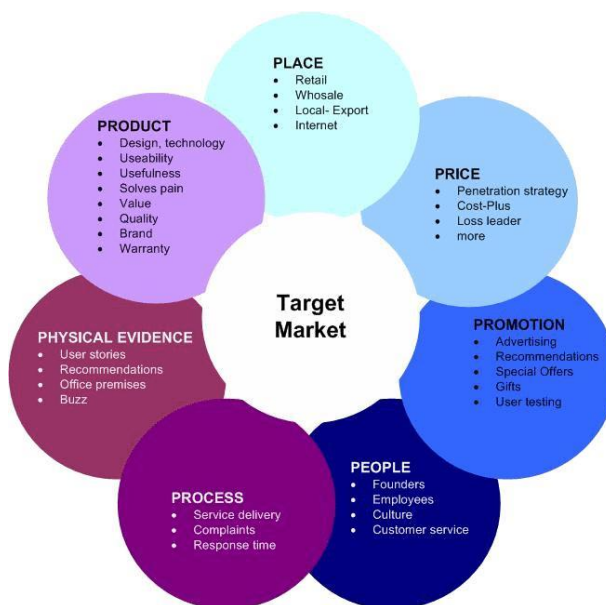 PLACE
• Retail
• Whosale
• Local- Export
• Internet
PRODUCT
• Design, technology
• Useability
• Usefulness
• Solves pain
• Value
• Quality
• Brand
• Warranty
PRICE
• Penetration strategy
• Cost-Plus
• Loss leader
• more
Target
Market
PHYSICAL EVIDENCE
• User stories
• Recommendations
• Office premises
• Buzz
PROMOTION
• Advertising
• Recommendations
• Special Offers
• Gifts
• User testing
PROCESS
• Service delivery
• Complaints
• Response time
PEOPLE
• Founders
• Employees
• Culture
• Customer service